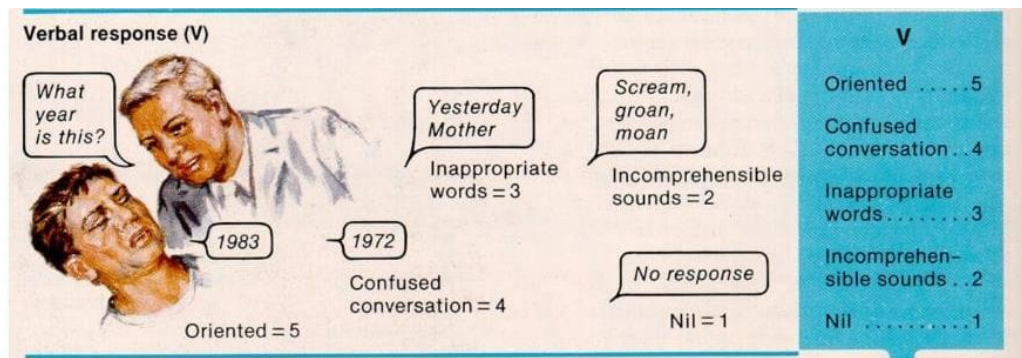 Verbal response (V)
What
year
is this?
1983
Oriented = 5
1972
Confused
conversation = 4
Yesterday
Mother
Inappropriate
words = 3
Scream,
groan,
moan
Incomprehensible
sounds = 2
No response
Nil = 1
V
Oriented .....5
Confused
conversation..4
Inappropriate
words........3
Incomprehen-
sible sounds..2
Nil ..........1